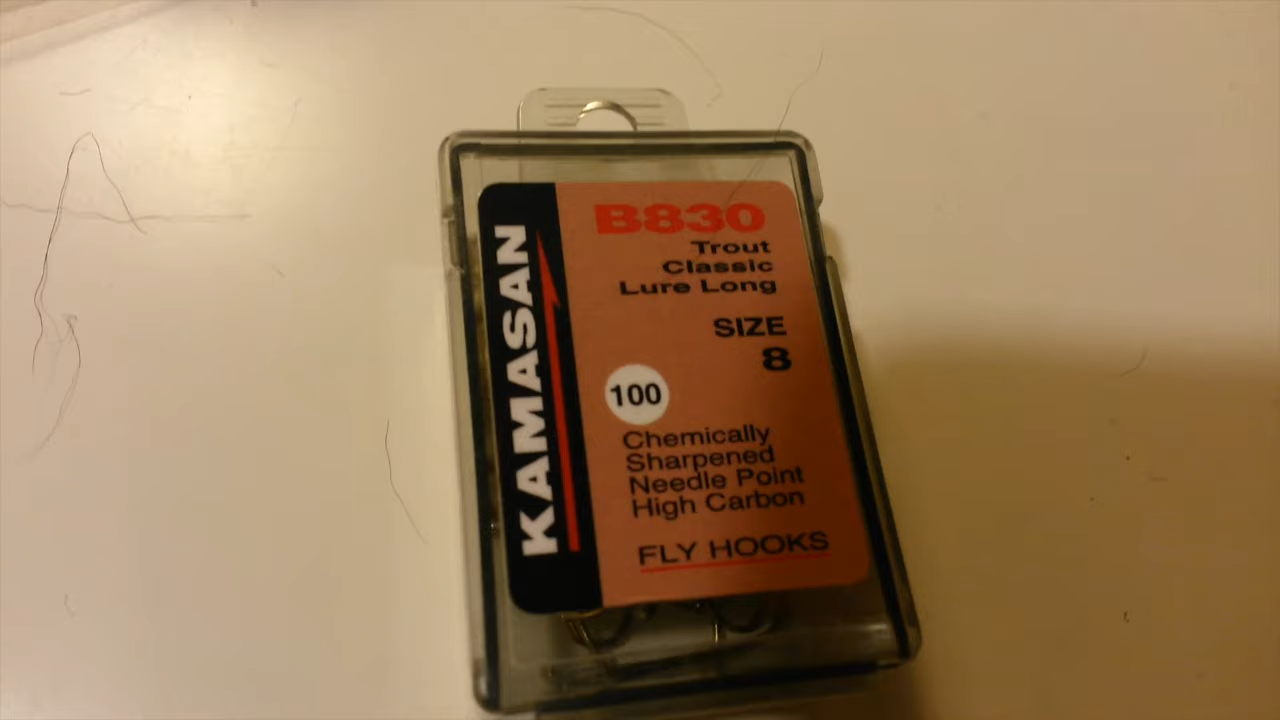 KAMASAN
B830
Trout
Classic
Lure Long
SIZE
8
100
Chemically
Sharpened
Needle Point
High Carbon
FLY HOOKS